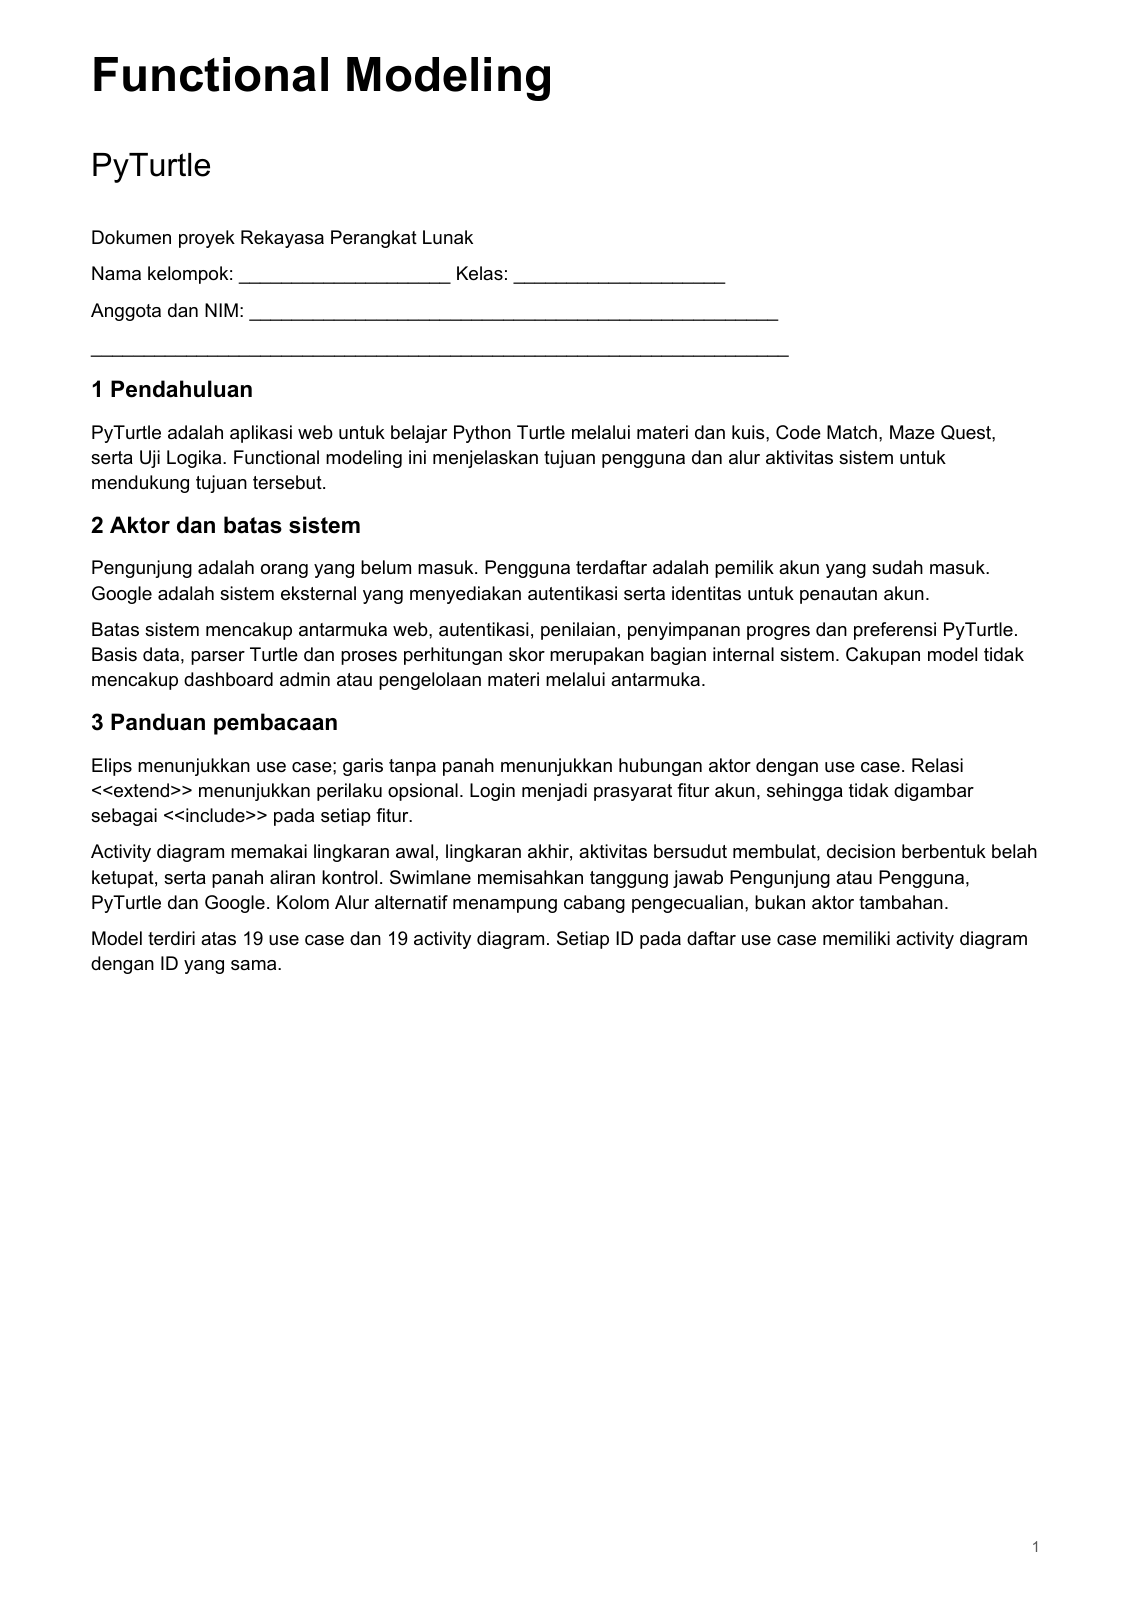 Functional Modeling
PyTurtle
Dokumen proyek Rekayasa Perangkat Lunak
Nama kelompok: ____________________ Kelas: ____________________
Anggota dan NIM: __________________________________________________
__________________________________________________________________
1 Pendahuluan
PyTurtle adalah aplikasi web untuk belajar Python Turtle melalui materi dan kuis, Code Match, Maze Quest,
serta Uji Logika. Functional modeling ini menjelaskan tujuan pengguna dan alur aktivitas sistem untuk
mendukung tujuan tersebut.
2 Aktor dan batas sistem
Pengunjung adalah orang yang belum masuk. Pengguna terdaftar adalah pemilik akun yang sudah masuk.
Google adalah sistem eksternal yang menyediakan autentikasi serta identitas untuk penautan akun.
Batas sistem mencakup antarmuka web, autentikasi, penilaian, penyimpanan progres dan preferensi PyTurtle.
Basis data, parser Turtle dan proses perhitungan skor merupakan bagian internal sistem. Cakupan model tidak
mencakup dashboard admin atau pengelolaan materi melalui antarmuka.
3 Panduan pembacaan
Elips menunjukkan use case; garis tanpa panah menunjukkan hubungan aktor dengan use case. Relasi
<<extend>> menunjukkan perilaku opsional. Login menjadi prasyarat fitur akun, sehingga tidak digambar
sebagai <<include>> pada setiap fitur.
Activity diagram memakai lingkaran awal, lingkaran akhir, aktivitas bersudut membulat, decision berbentuk belah
ketupat, serta panah aliran kontrol. Swimlane memisahkan tanggung jawab Pengunjung atau Pengguna,
PyTurtle dan Google. Kolom Alur alternatif menampung cabang pengecualian, bukan aktor tambahan.
Model terdiri atas 19 use case dan 19 activity diagram. Setiap ID pada daftar use case memiliki activity diagram
dengan ID yang sama.
1